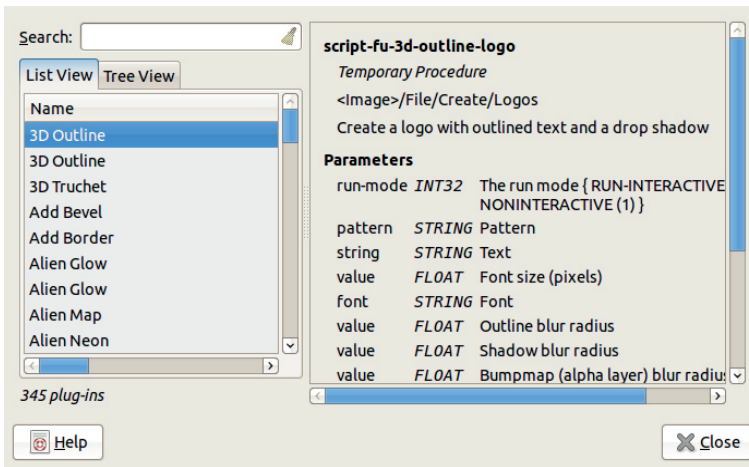 Search:
List View Tree View
Name
3D Outline
3D Outline
3D Truchet
Add Bevel
Add Border
Alien Glow
Alien Glow
Alien Map
Alien Neon
345 plug-ins
Help
script-fu-3d-outline-logo
Temporary Procedure
<Image>/File/Create/Logos
Create a logo with outlined text and a drop shadow
Parameters
run-mode INT32 The run mode { RUN-INTERACTIVE
NONINTERACTIVE (1) }
pattern STRING Pattern
string STRING Text
value FLOAT Font size (pixels)
font STRING Font
value FLOAT Outline blur radius
value FLOAT Shadow blur radius
value FLOAT Bumpmap (alpha layer) blur radius
Close